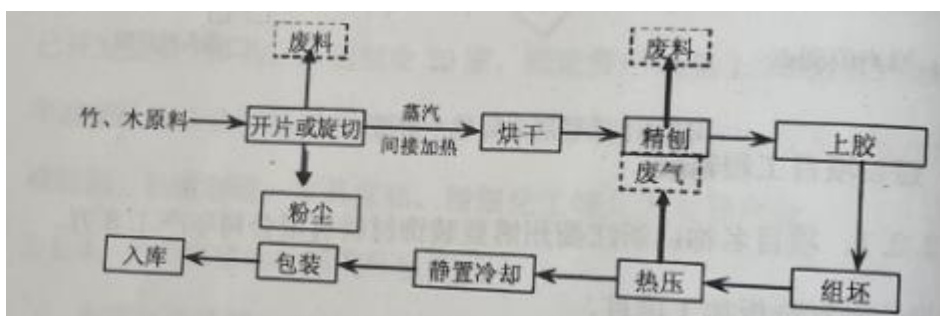 废料
废料
竹、木原料
开片或旋切
蒸汽
间接加热
烘干
精刨
上胶
废气
粉尘
入库
包装
静置冷却
热压
组坯